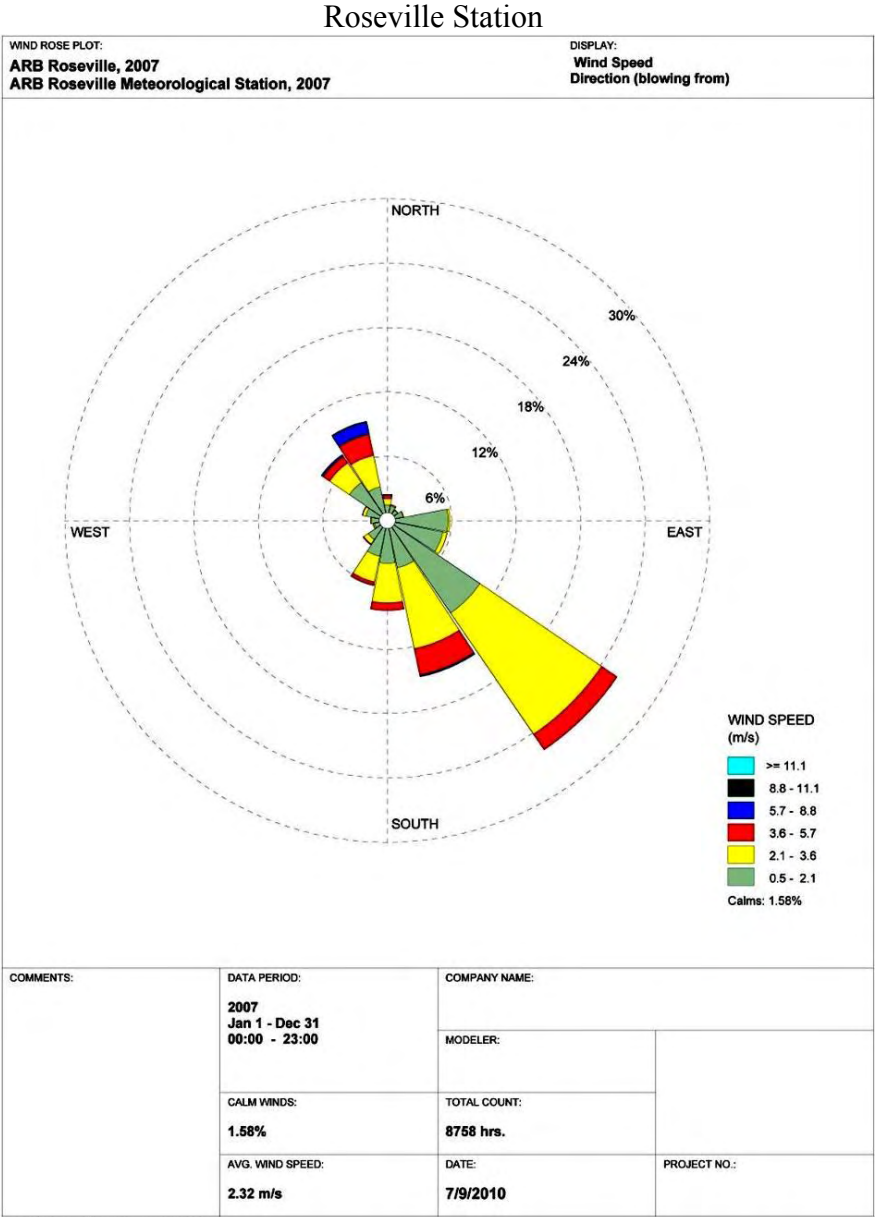 Roseville Station
WIND ROSE PLOT:
ARB Roseville, 2007
ARB Roseville Meteorological Station, 2007
DISPLAY:
Wind Speed
Direction (blowing from)
NORTH
30%
24%
18%
12%
6%
WEST
EAST
SOUTH
WIND SPEED
(m/s)
>= 11.1
8.8 - 11.1
5.7 - 8.8
3.6 - 5.7
2.1 - 3.6
0.5 - 2.1
Calms: 1.58%
COMMENTS:
DATA PERIOD:
2007
Jan 1 - Dec 31
00:00 - 23:00
COMPANY NAME:
MODELER:
CALM WINDS:
1.58%
TOTAL COUNT:
8758 hrs.
AVG. WIND SPEED:
2.32 m/s
DATE:
7/9/2010
PROJECT NO.: